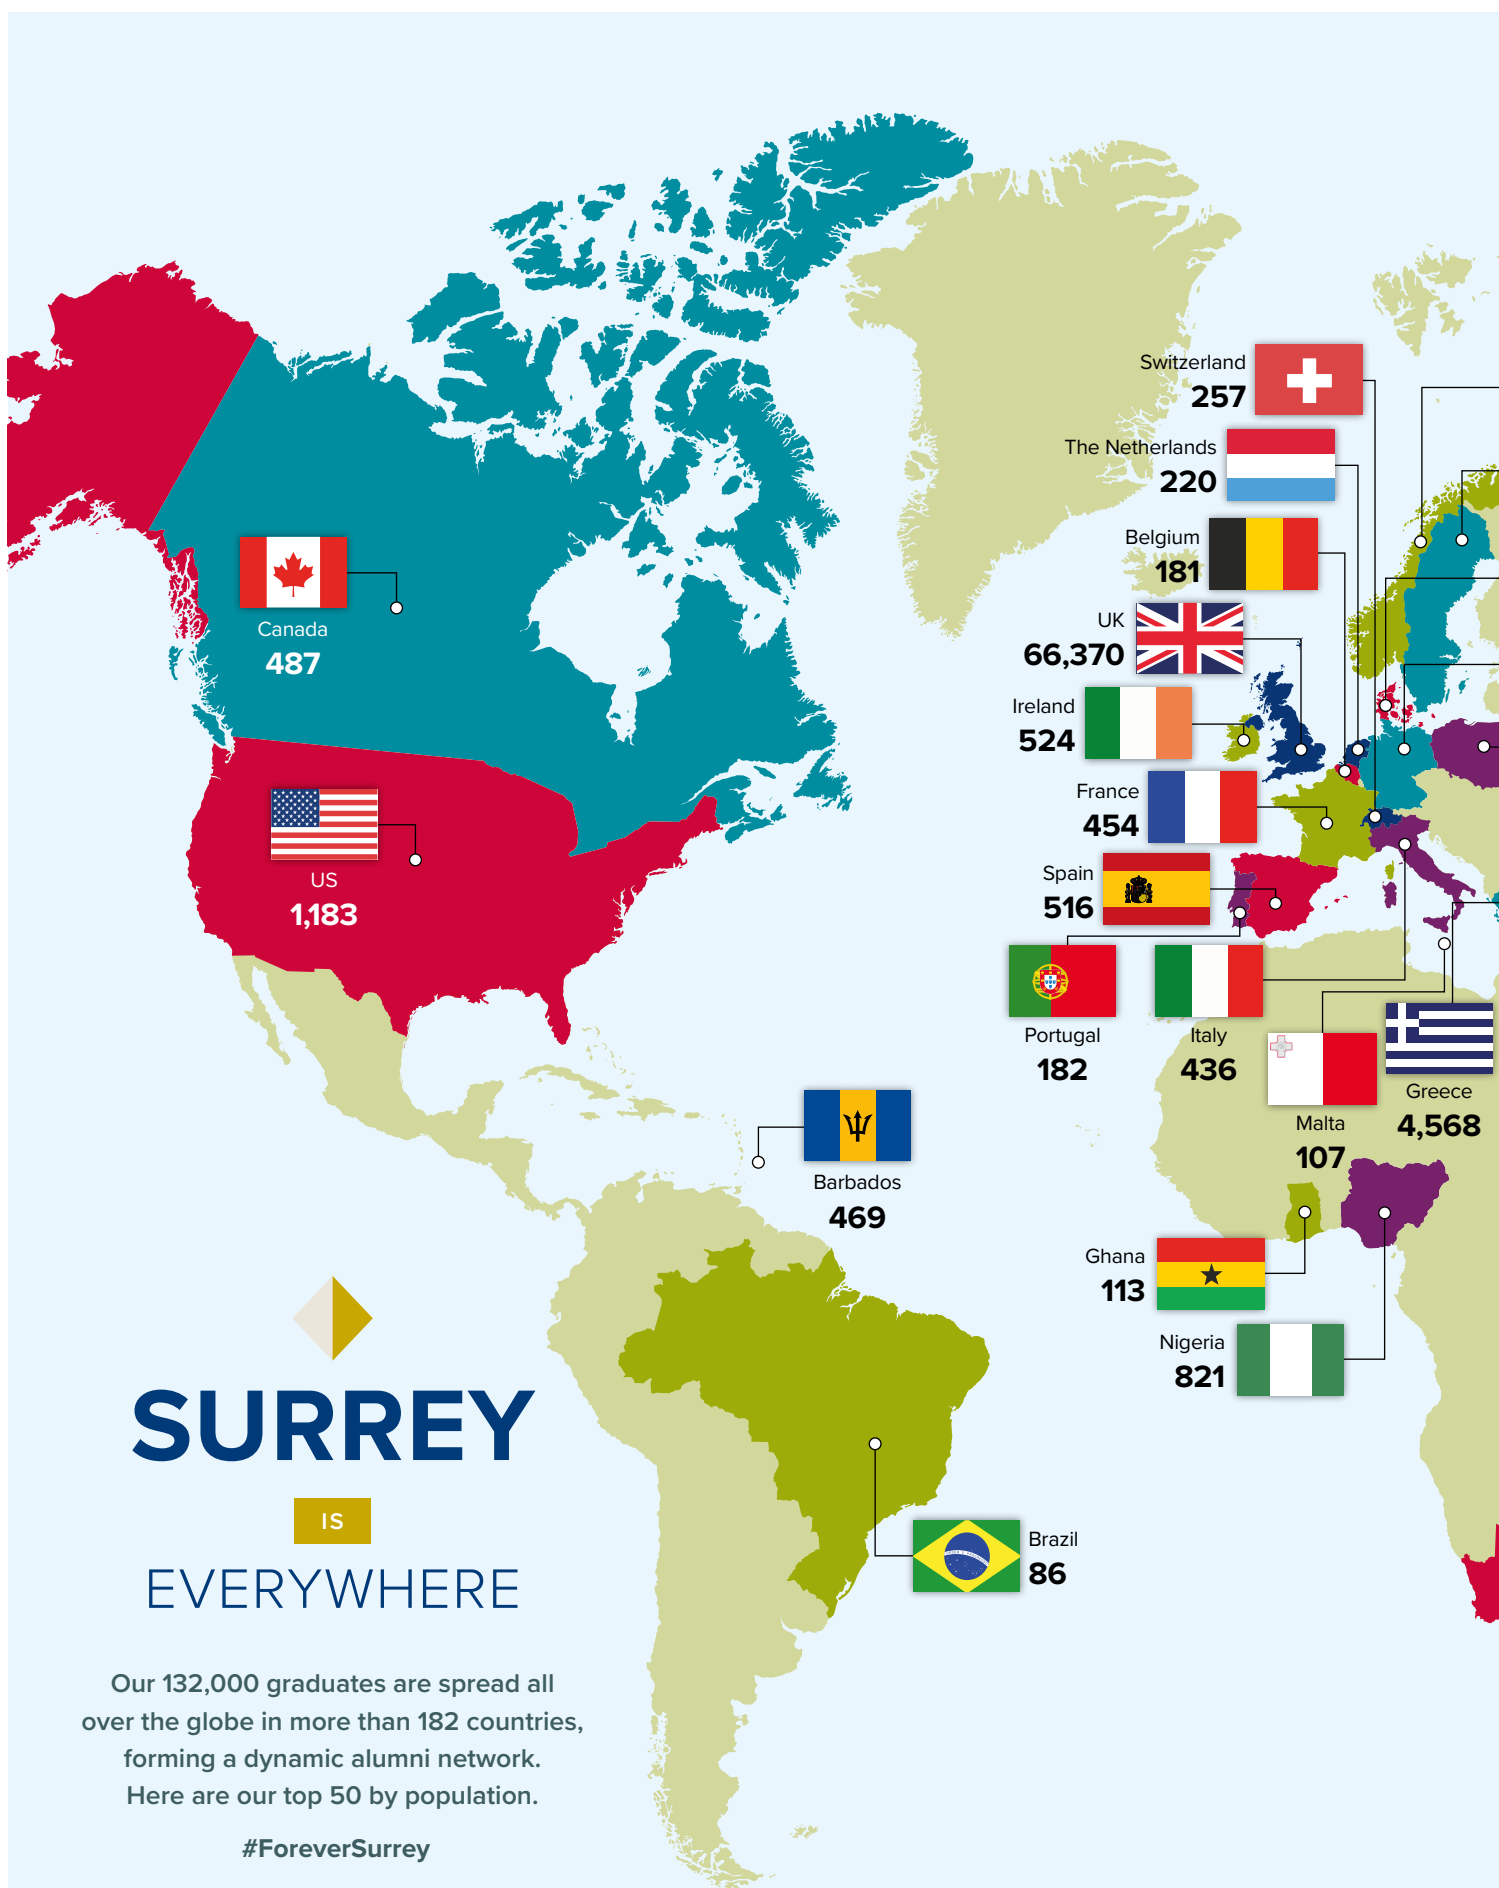 Switzerland
257
The Netherlands
220
Belgium
181
UK
66,370
Canada
487
Ireland
524
France
454
US
1,183
Spain
516
Portugal
182
Italy
436
Malta
107
Greece
4,568
Barbados
469
Ghana
113
Nigeria
821
Brazil
86
SURREY
IS
EVERYWHERE
Our 132,000 graduates are spread all
over the globe in more than 182 countries,
forming a dynamic alumni network.
Here are our top 50 by population.
#ForeverSurrey